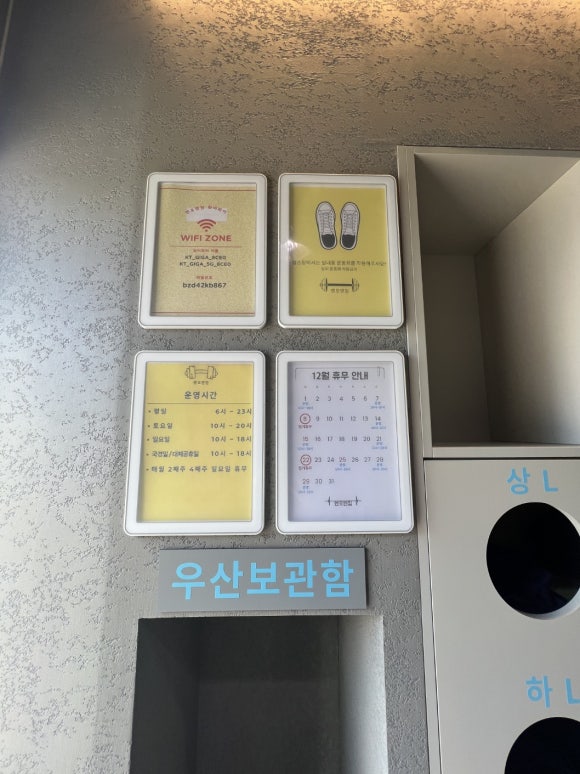 WIFI ZONE
KT_GIGA_8CE0
KT_GIGA_5G_8CE0
bzd42kb867
운영시간
• 평일 6시 - 23시
• 토요일 10시 - 20시
• 일요일 10시 - 18시
• 국경일/대체공휴일 10시 - 18시
• 매월 2째주 4째주 일요일 휴무
12월 휴무 안내
1 2 3 4 5 6 7
8 9 10 11 12 13 14
15 16 17 18 19 20 21
22 23 24 25 26 27 28
29 30 31
우산보관함
상 L
하 L